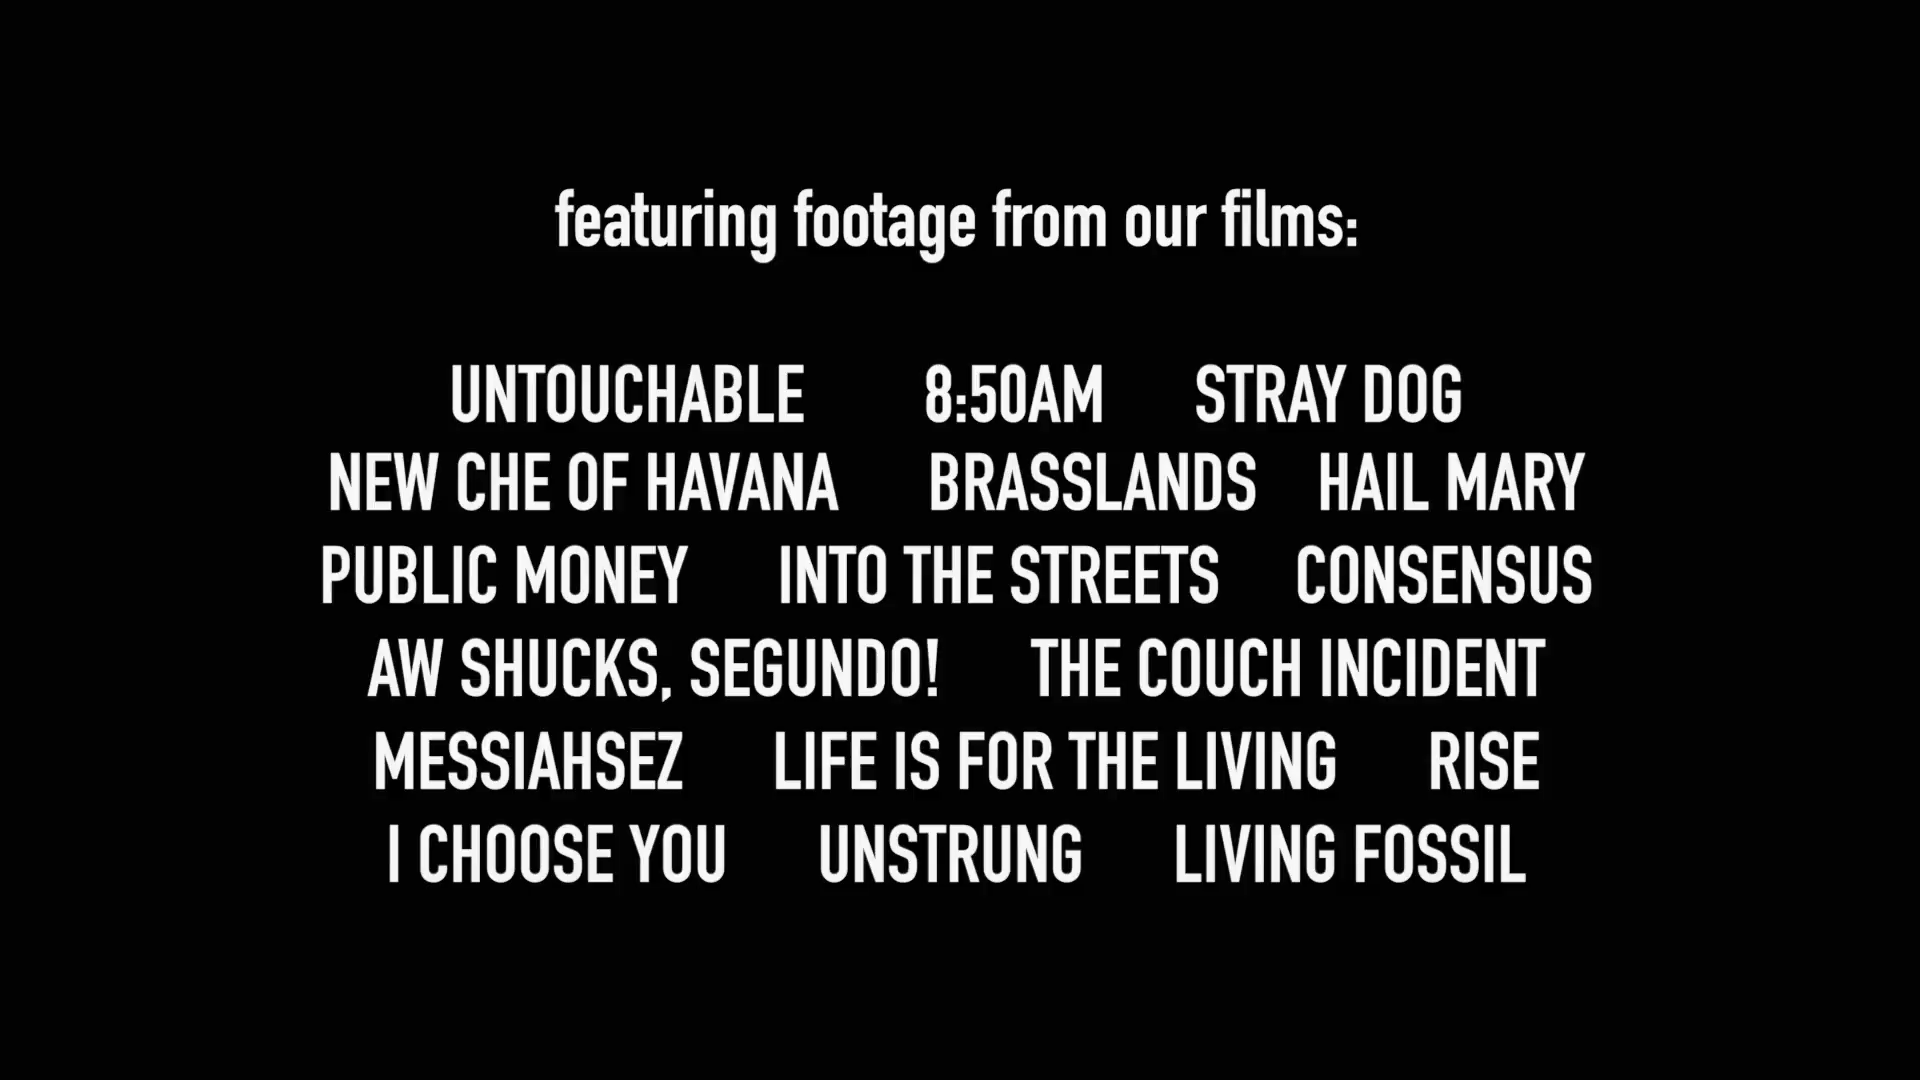 featuring footage from our films:
UNTOUCHABLE 8:50AM STRAY DOG
NEW CHE OF HAVANA BRASSLANDS HAIL MARY
PUBLIC MONEY INTO THE STREETS CONSENSUS
AW SHUCKS, SEGUNDO! THE COUCH INCIDENT
MESSIAHSEZ LIFE IS FOR THE LIVING RISE
I CHOOSE YOU UNSTRUNG LIVING FOSSIL